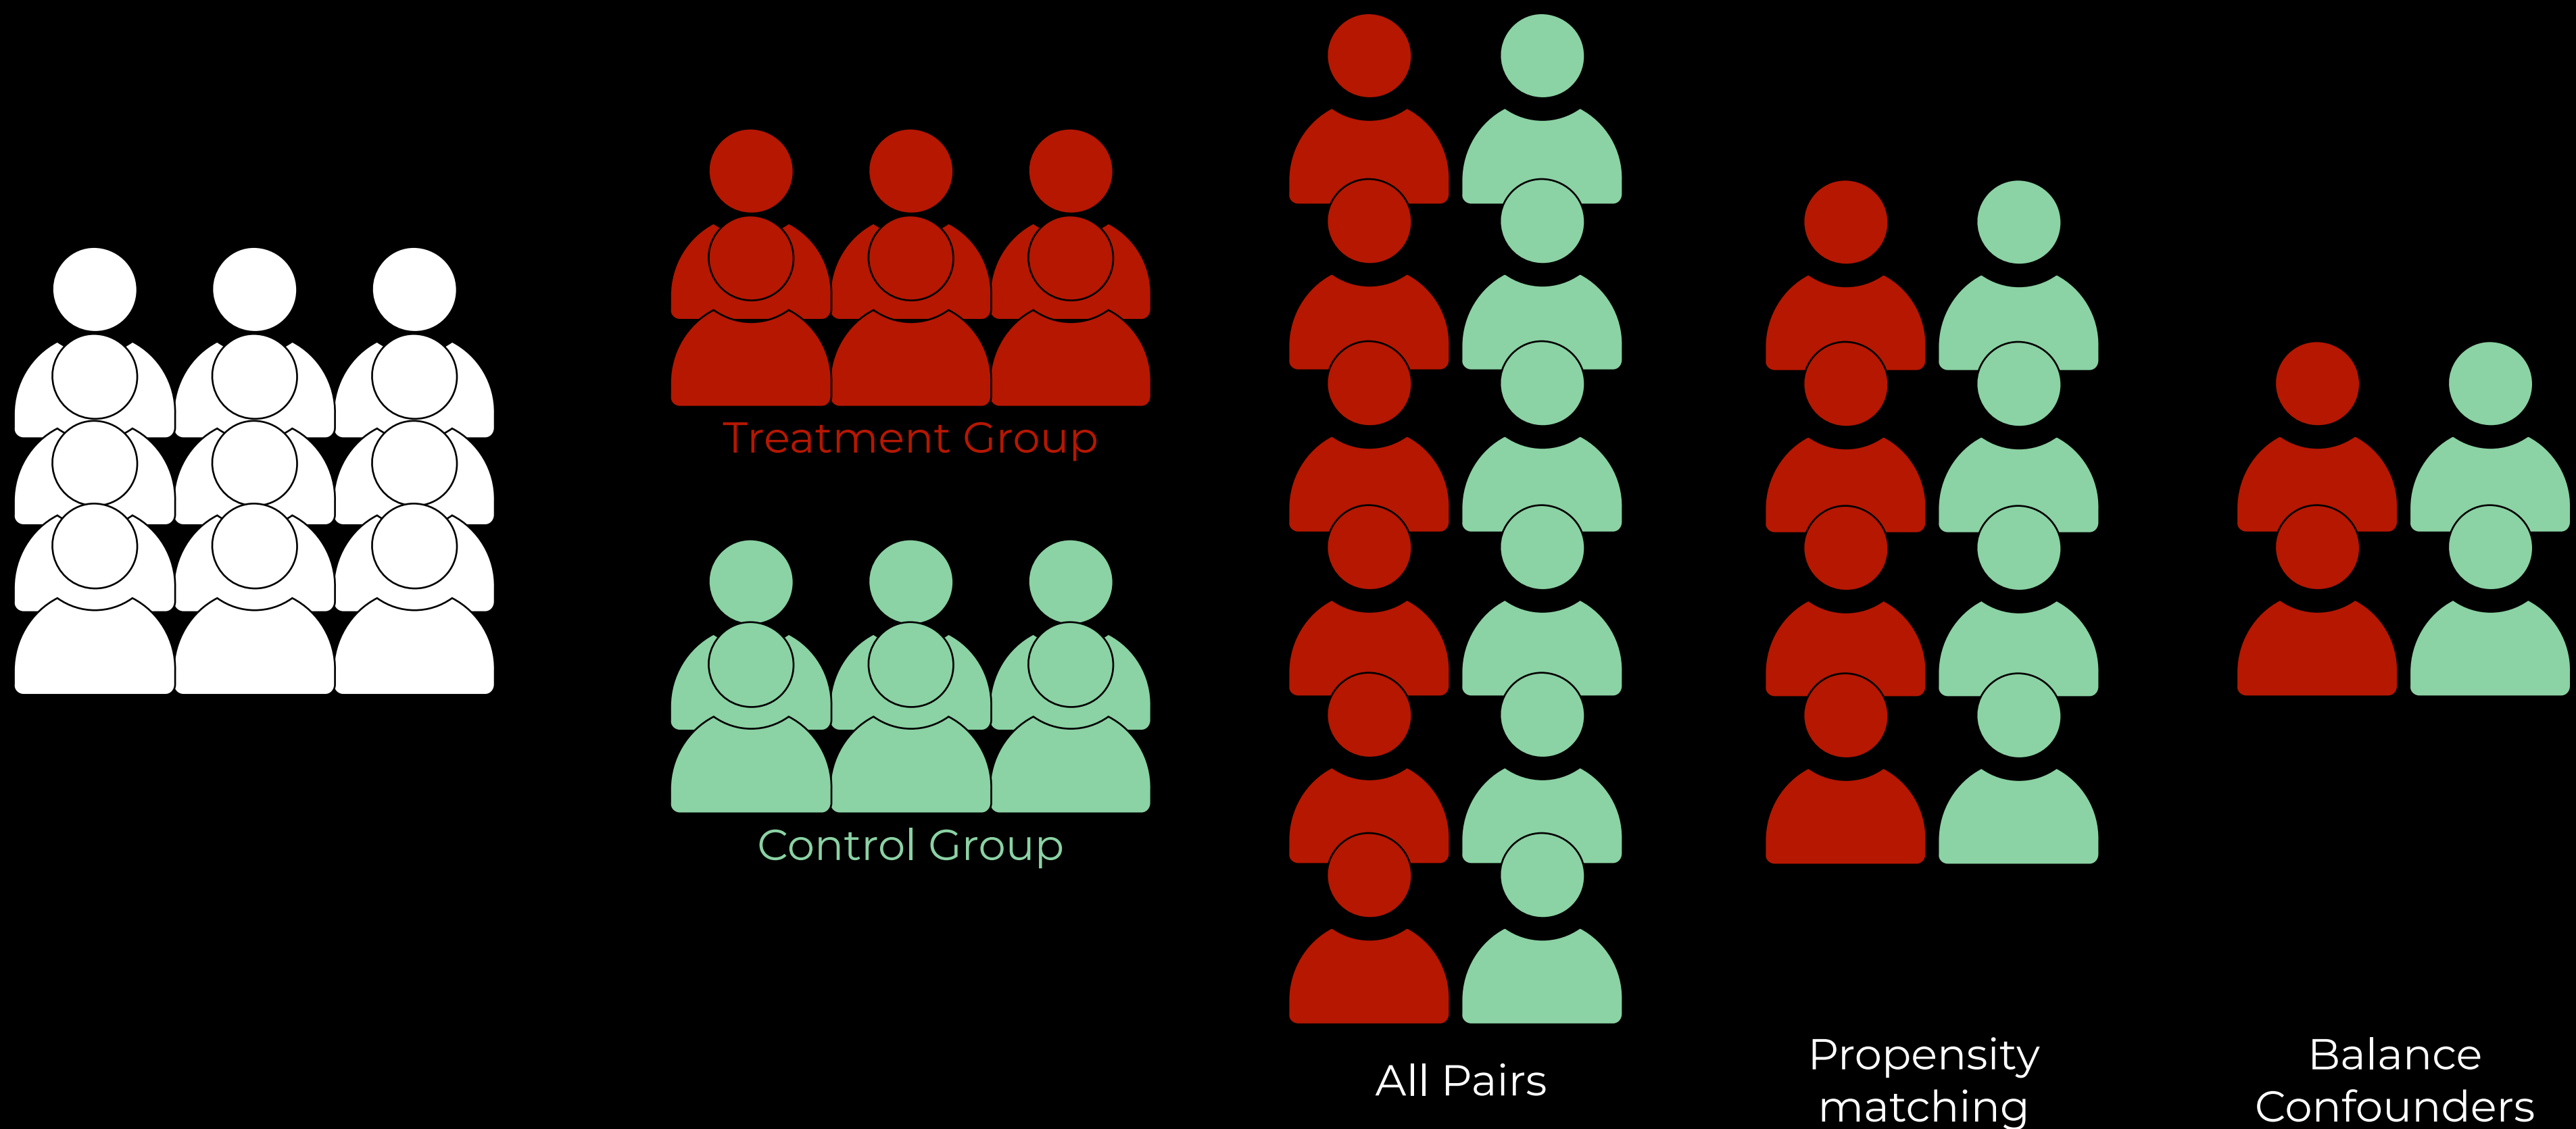 Treatment Group
Control Group
All Pairs
Propensity
matching
Balance
Confounders